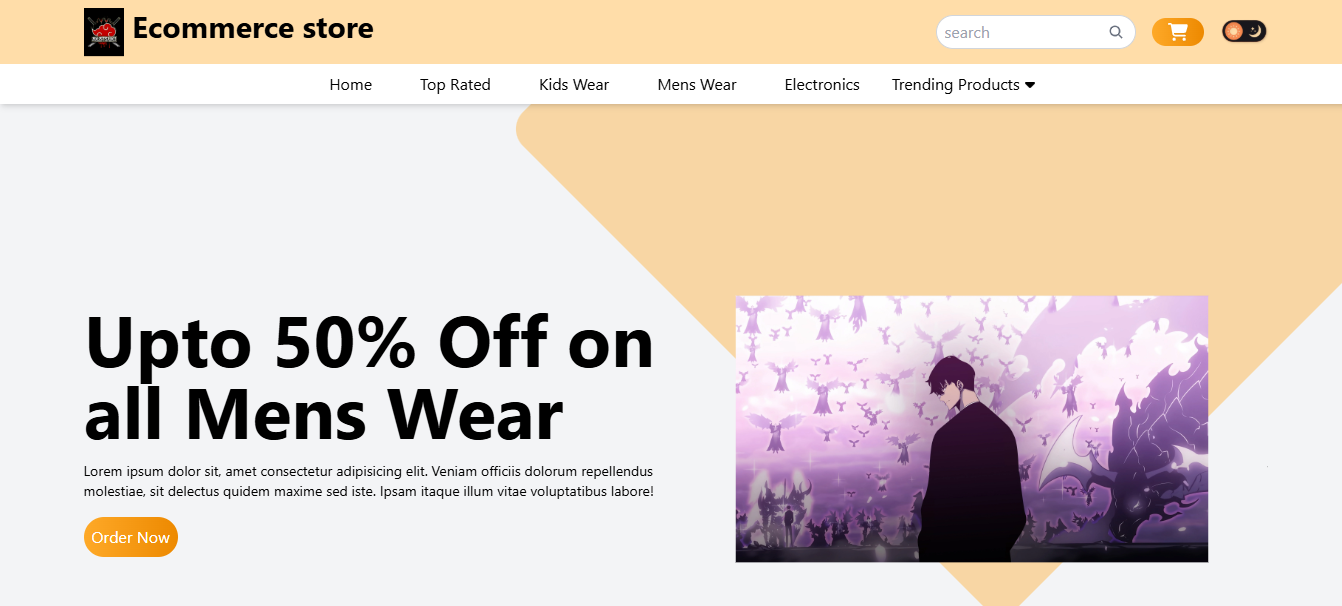 Ecommerce store
search
Home
Top Rated
Kids Wear
Mens Wear
Electronics
Trending Products
Upto 50% Off on
all Mens Wear
Lorem ipsum dolor sit, amet consectetur adipisicing elit. Veniam officiis dolorum repellendus
molestiae, sit delectus quidem maxime sed iste. Ipsam itaque illum vitae voluptatibus labore!
Order Now